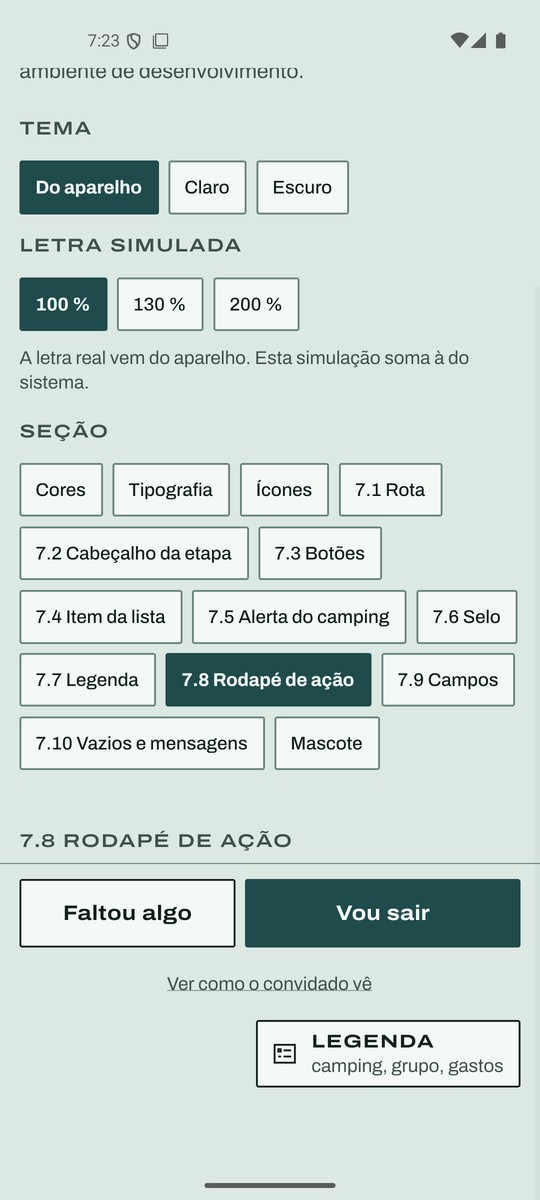 7:23
ambiente de desenvolvimento.
TEMA
Do aparelho
Claro
Escuro
LETRA SIMULADA
100 %
130 %
200 %
A letra real vem do aparelho. Esta simulação soma à do
sistema.
SEÇÃO
Cores
Tipografia
Ícones
7.1 Rota
7.2 Cabeçalho da etapa
7.3 Botões
7.4 Item da lista
7.5 Alerta do camping
7.6 Selo
7.7 Legenda
7.8 Rodapé de ação
7.9 Campos
7.10 Vazios e mensagens
Mascote
7.8 RODAPÉ DE AÇÃO
Faltou algo
Vou sair
Ver como o convidado vê
LEGENDA
camping, grupo, gastos